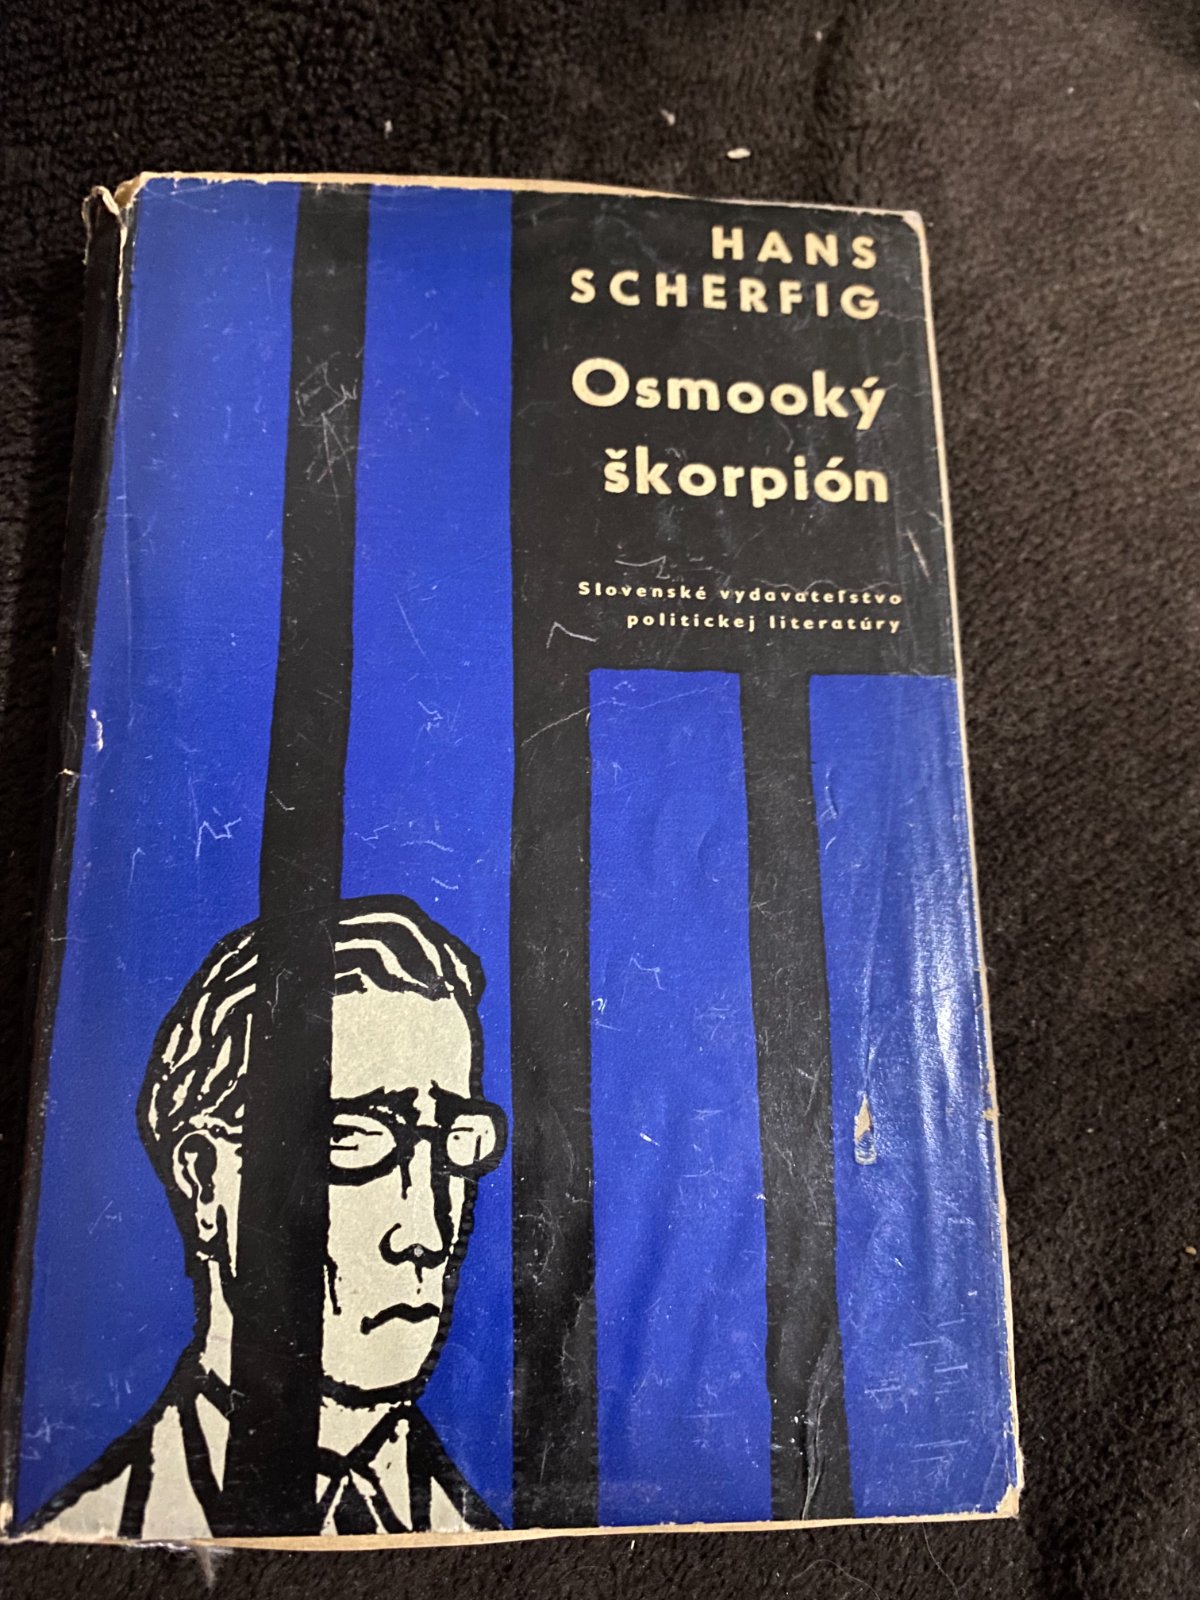 HANS
SCHERFIG
Osmooký
škorpión
Slovenské vydavateľstvo
politickej literatúry